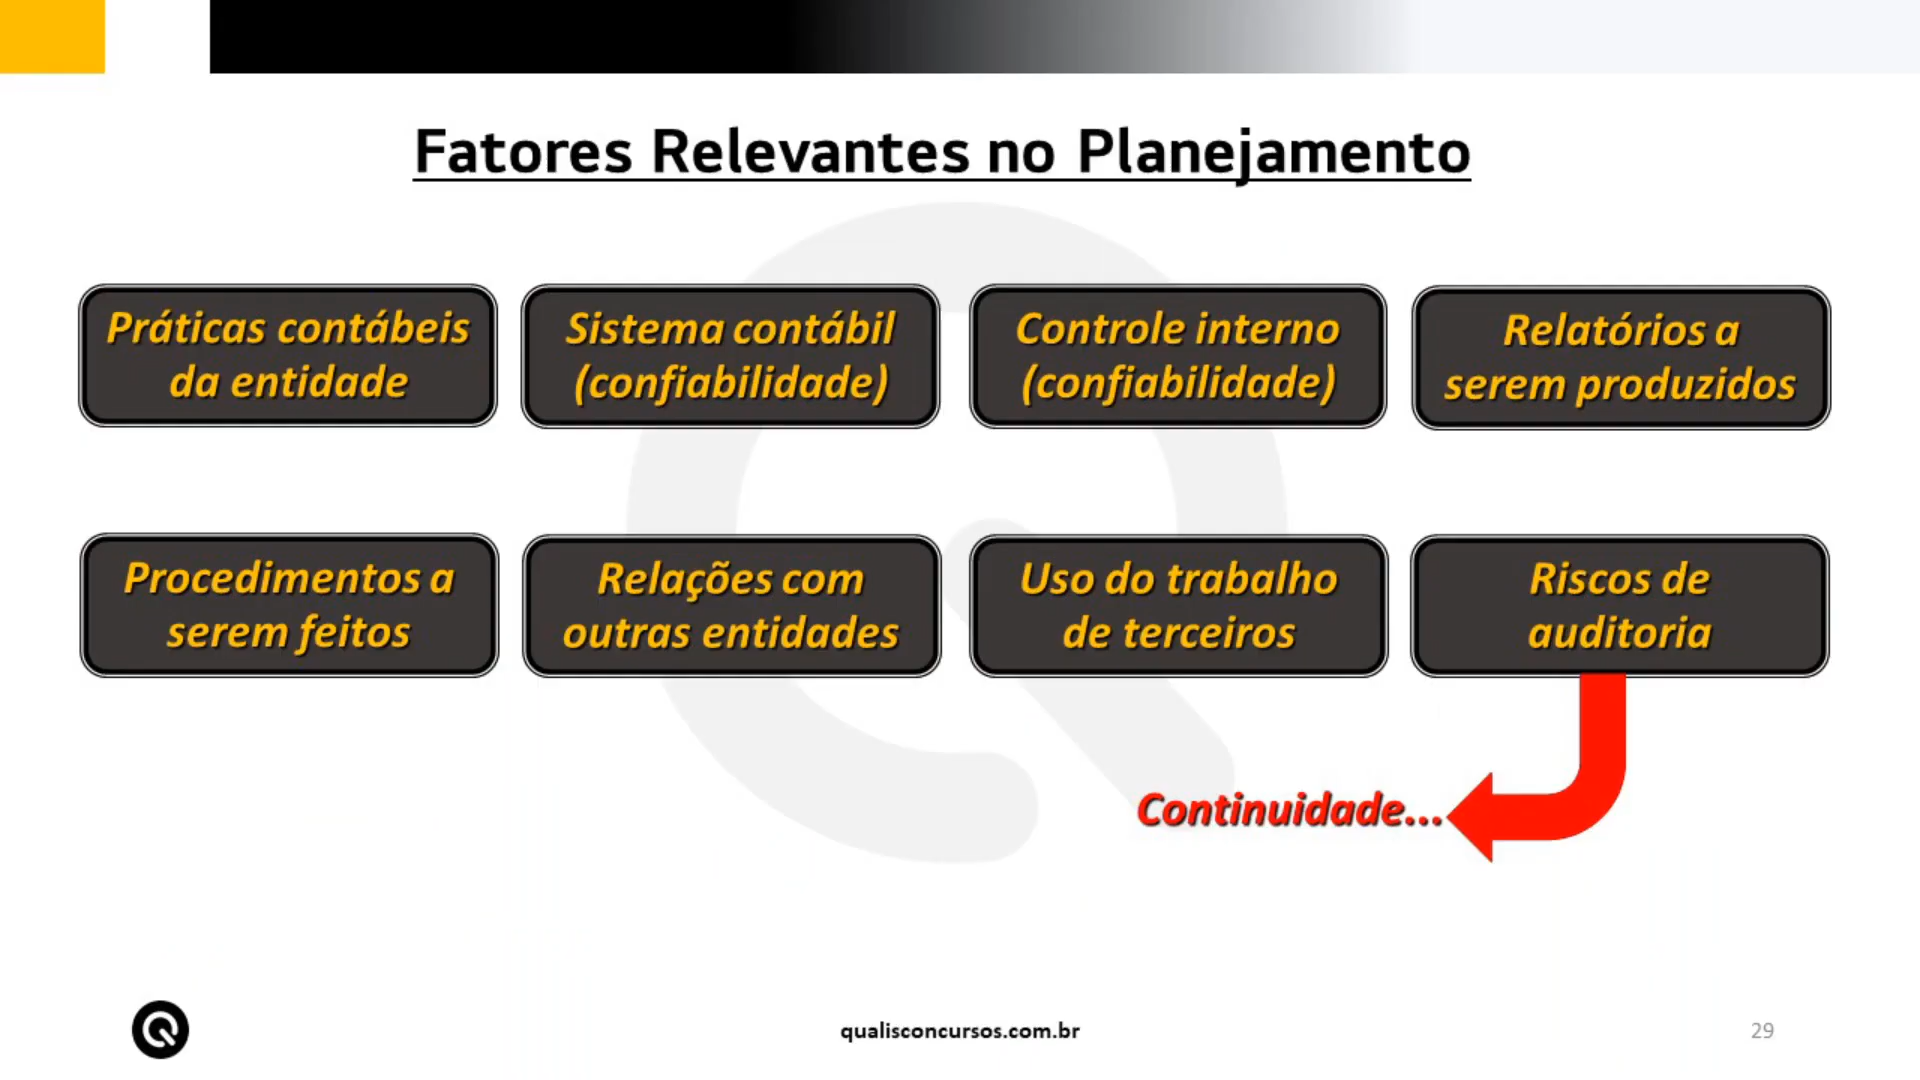 Fatores Relevantes no Planejamento
Práticas contábeis
da entidade
Sistema contábil
(confiabilidade)
Controle interno
(confiabilidade)
Relatórios a
serem produzidos
Procedimentos a
serem feitos
Relações com
outras entidades
Uso do trabalho
de terceiros
Riscos de
auditoria
Continuidade...
qualisconcursos.com.br
29